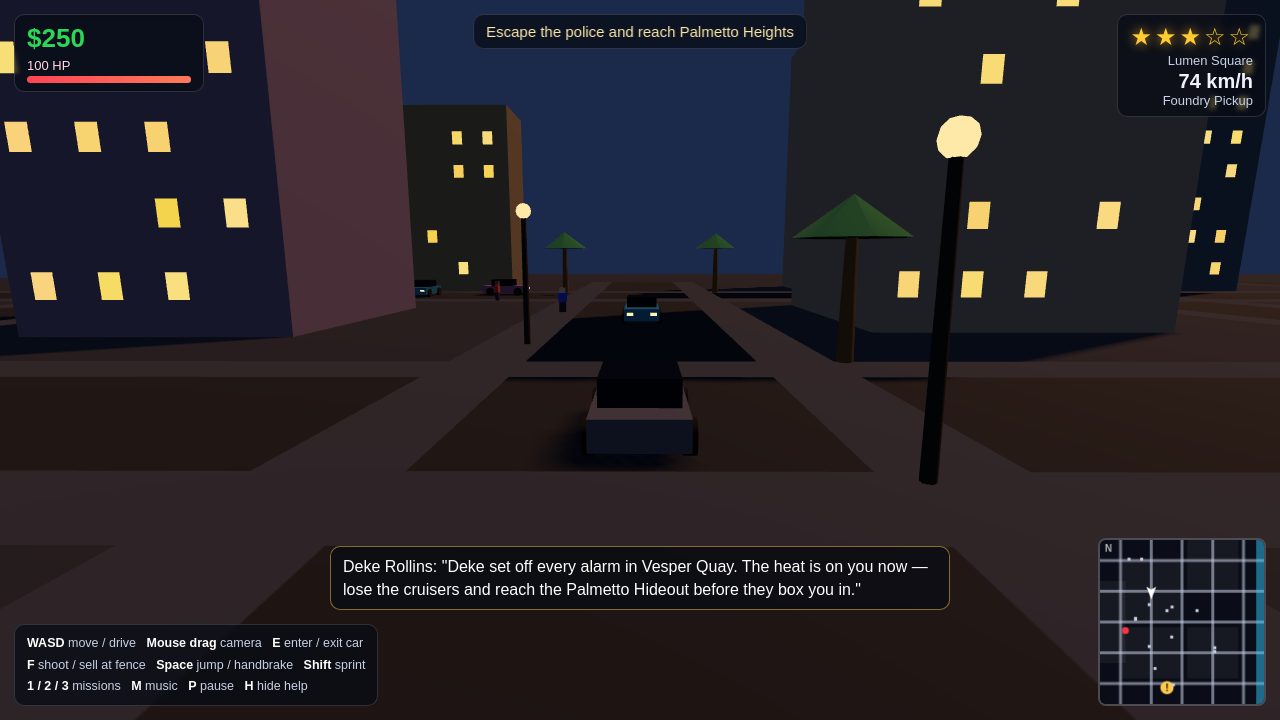 $250
100 HP
Escape the police and reach Palmetto Heights
★★★☆☆
Lumen Square
74 km/h
Foundry Pickup
Deke Rollins: "Deke set off every alarm in Vesper Quay. The heat is on you now —
lose the cruisers and reach the Palmetto Hideout before they box you in."
WASD move / drive Mouse drag camera E enter / exit car
F shoot / sell at fence Space jump / handbrake Shift sprint
1 / 2 / 3 missions M music P pause H hide help
N
!